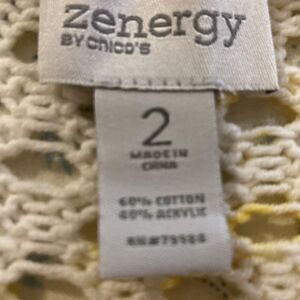 zenergy
BY chico's
2
MADE IN
CHINA
60% COTTON
40% ACRYLIC